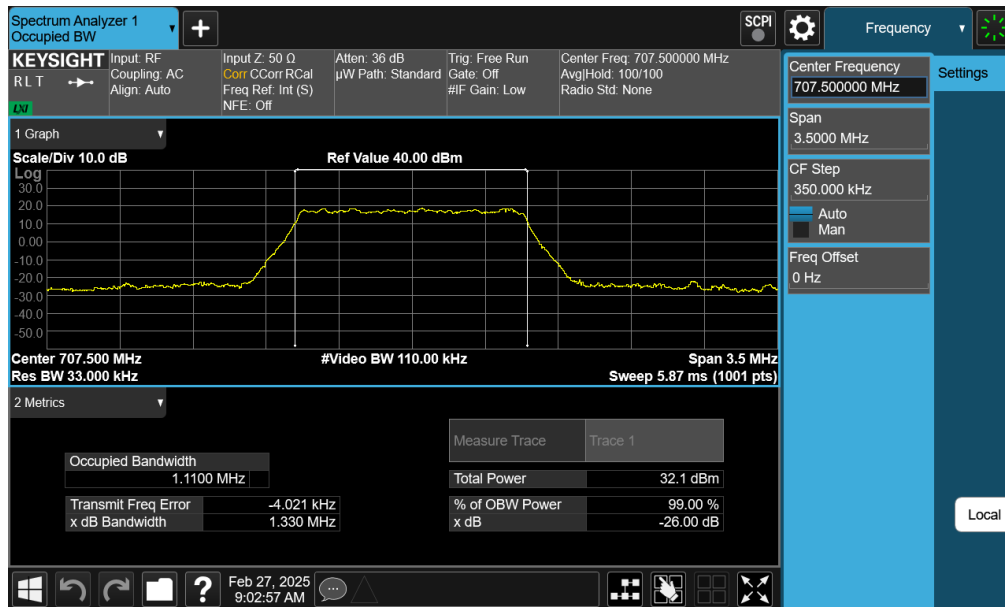 Spectrum Analyzer 1
Occupied BW
+
SCPI
Frequency
KEYSIGHT
RLT
LXI
Input: RF
Coupling: AC
Align: Auto
Input Z: 50 Ω
Corr CCorr RCal
Freq Ref: Int (S)
NFE: Off
Atten: 36 dB
µW Path: Standard
Trig: Free Run
Gate: Off
#IF Gain: Low
Center Freq: 707.500000 MHz
Avg|Hold: 100/100
Radio Std: None
Center Frequency
707.500000 MHz
Settings
Span
3.5000 MHz
CF Step
350.000 kHz
Auto
Man
Freq Offset
0 Hz
Local
1 Graph
Scale/Div 10.0 dB
Ref Value 40.00 dBm
Log
30.0
20.0
10.0
0.00
-10.0
-20.0
-30.0
-40.0
-50.0
Center 707.500 MHz
#Video BW 110.00 kHz
Span 3.5 MHz
Res BW 33.000 kHz
Sweep 5.87 ms (1001 pts)
2 Metrics
Measure Trace Trace 1
Occupied Bandwidth
1.1100 MHz
Total Power 32.1 dBm
Transmit Freq Error -4.021 kHz
% of OBW Power 99.00 %
x dB Bandwidth 1.330 MHz
x dB -26.00 dB
?
Feb 27, 2025
9:02:57 AM